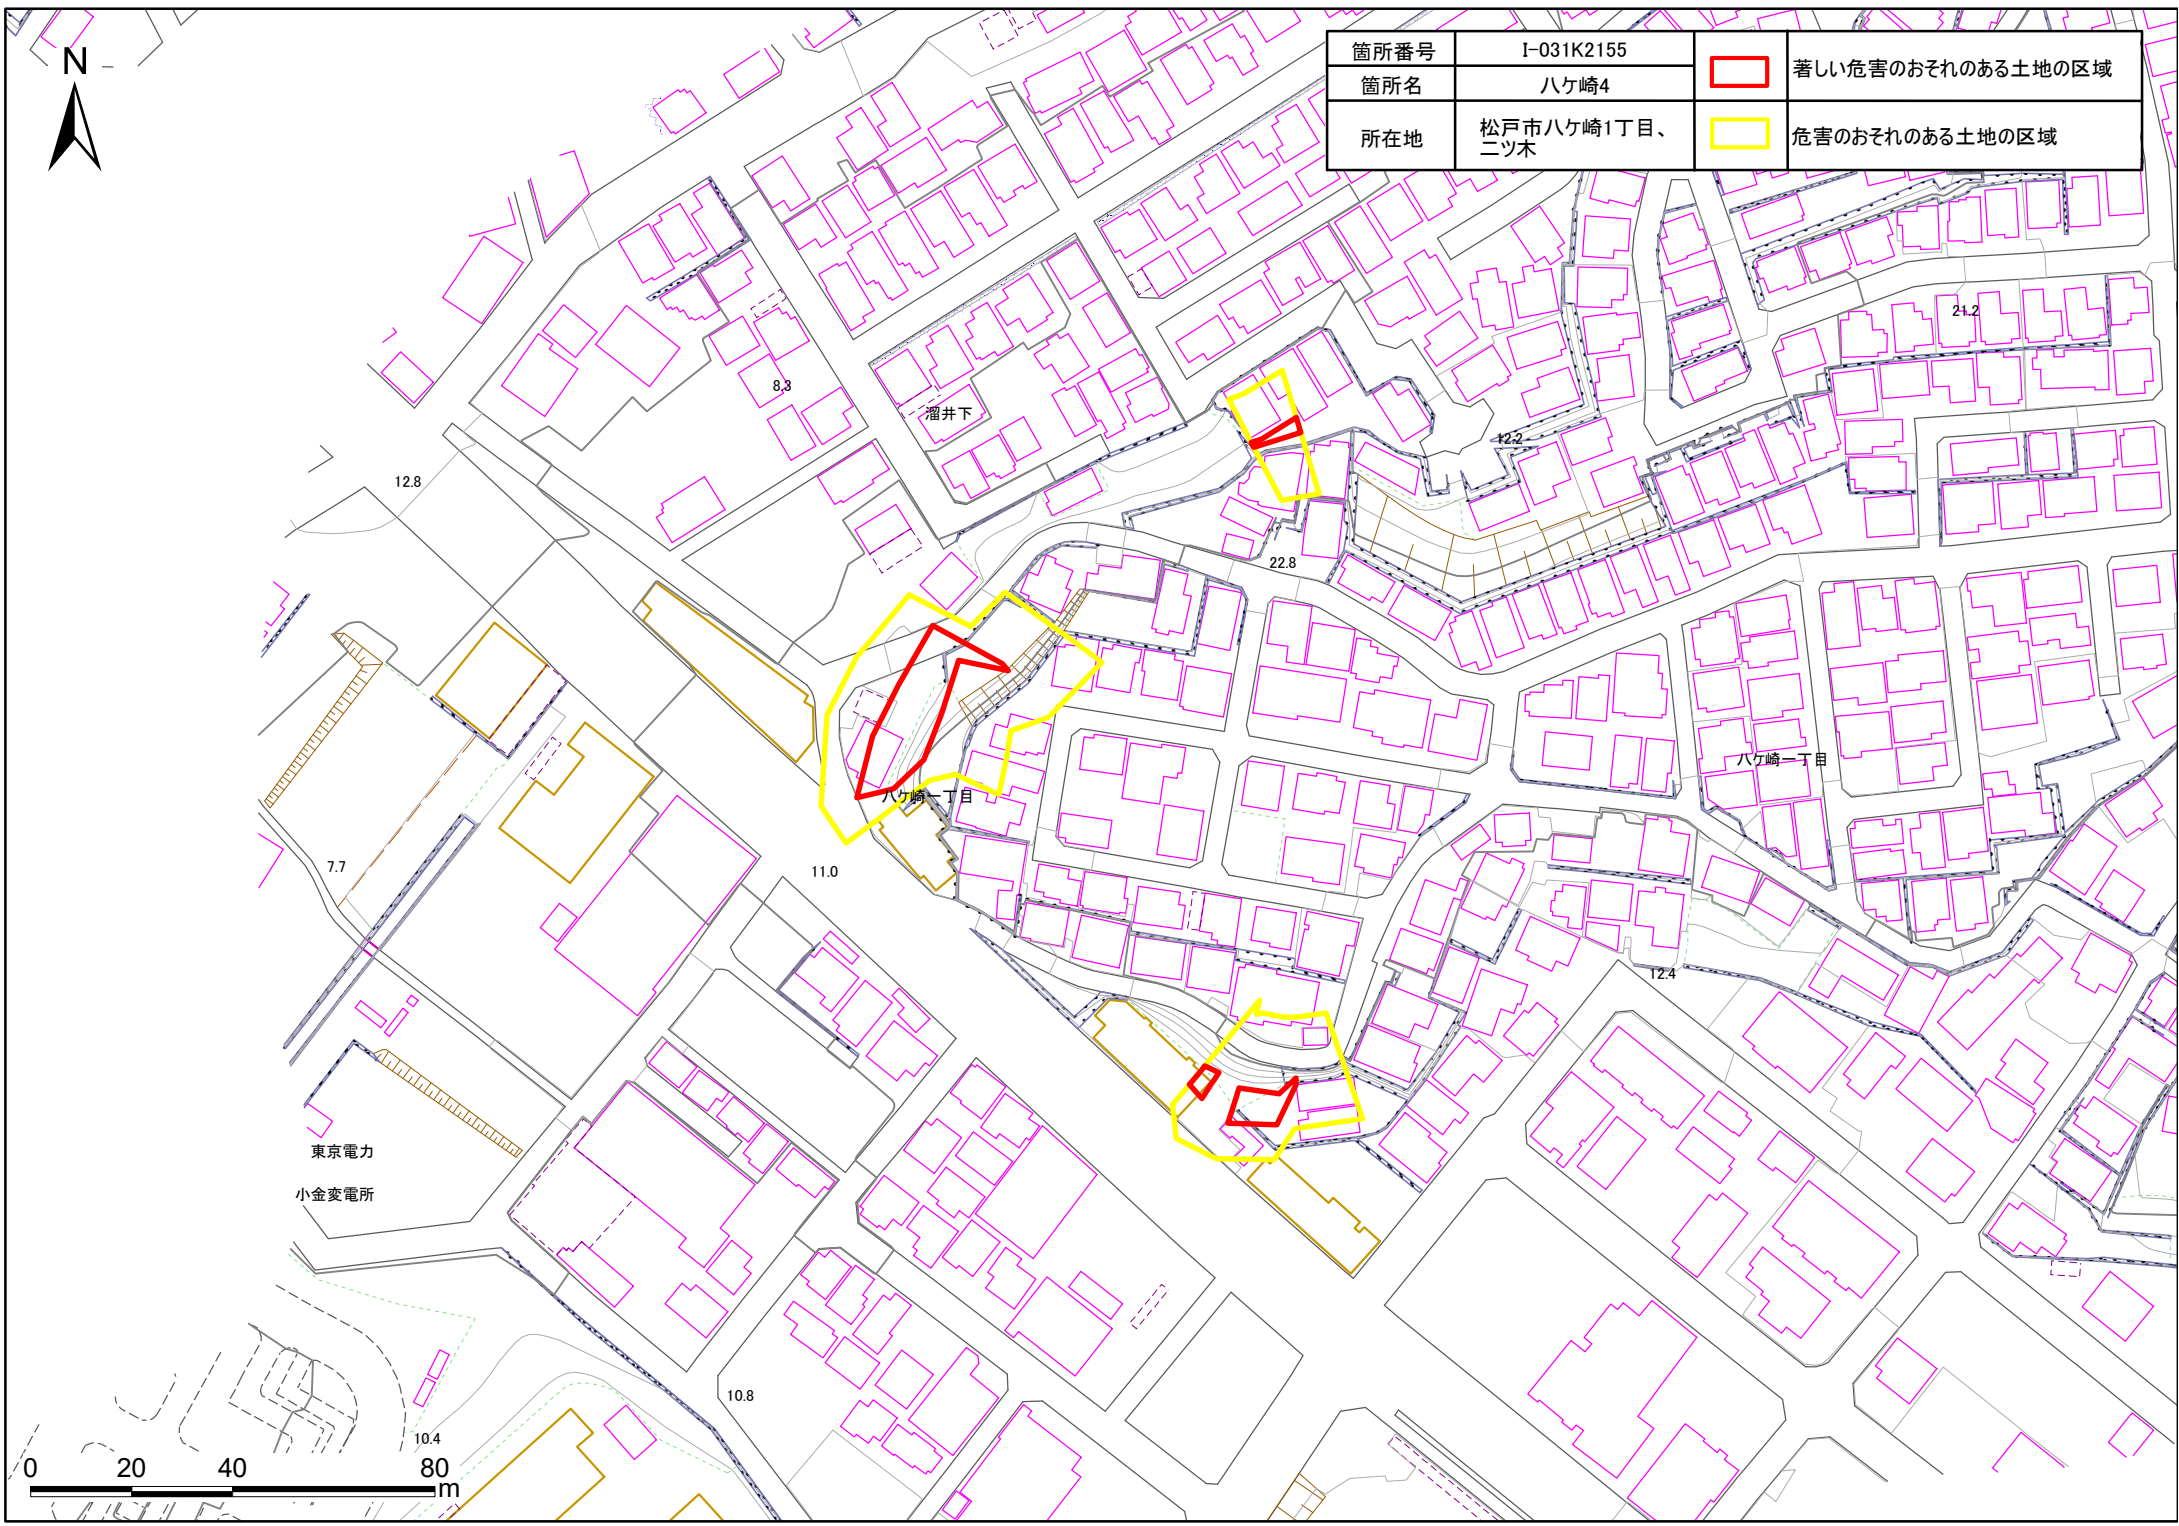 N
箇所番号
I-031K2155
著しい危害のおそれのある土地の区域
箇所名
八ケ崎4
所在地
松戸市八ケ崎1丁目、
二ツ木
危害のおそれのある土地の区域
21.2
8.3
溜井下
12.2
12.8
22.8
八ケ崎一丁目
八ケ崎一丁目
7.7
11.0
12.4
東京電力
小金変電所
10.8
10.4
0 20 40 80
m